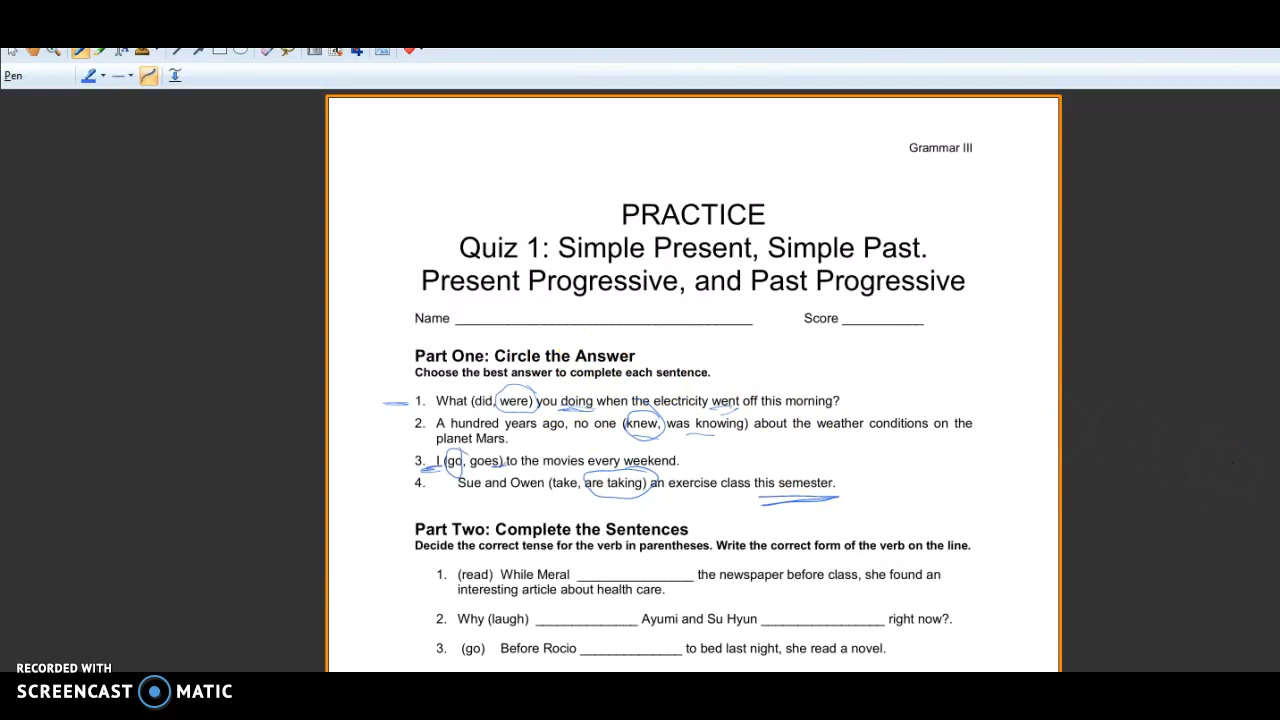 Pen
Grammar III
PRACTICE
Quiz 1: Simple Present, Simple Past.
Present Progressive, and Past Progressive
Name ______________________________________ Score ___________
Part One: Circle the Answer
Choose the best answer to complete each sentence.
1. What (did, were) you doing when the electricity went off this morning?
2. A hundred years ago, no one (knew, was knowing) about the weather conditions on the
planet Mars.
3. I (go, goes) to the movies every weekend.
4. Sue and Owen (take, are taking) an exercise class this semester.
Part Two: Complete the Sentences
Decide the correct tense for the verb in parentheses. Write the correct form of the verb on the line.
1. (read) While Meral ________________ the newspaper before class, she found an
interesting article about health care.
2. Why (laugh) ______________ Ayumi and Su Hyun _________________ right now?.
3. (go) Before Rocio ______________ to bed last night, she read a novel.
RECORDED WITH
SCREENCAST MATIC